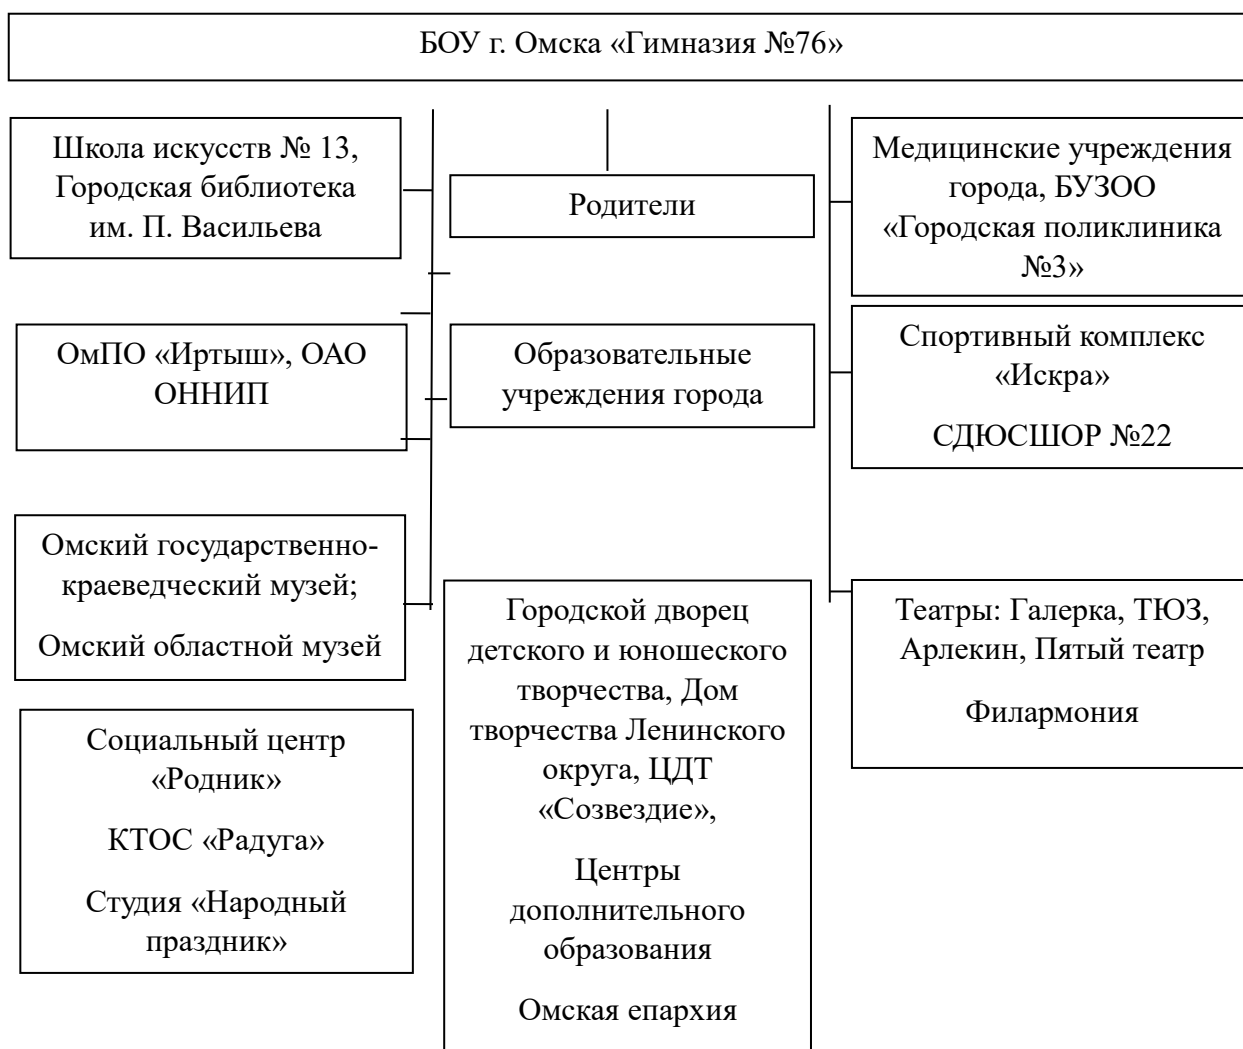 БОУ г. Омска «Гимназия №76»
Школа искусств № 13,
Городская библиотека
им. П. Васильева
Родители
Медицинские учреждения
города, БУЗОО
«Городская поликлиника
№3»
ОмПО «Иртыш», ОАО
ОННИП
Образовательные
учреждения города
Спортивный комплекс
«Искра»
СДЮСШОР №22
Омский государственно-
краеведческий музей;
Омский областной музей
Городской дворец
детского и юношеского
творчества, Дом
творчества Ленинского
округа, ЦДТ
«Созвездие»,
Центры
дополнительного
образования
Омская епархия
Театры: Галерка, ТЮЗ,
Арлекин, Пятый театр
Филармония
Социальный центр
«Родник»
КТОС «Радуга»
Студия «Народный
праздник»